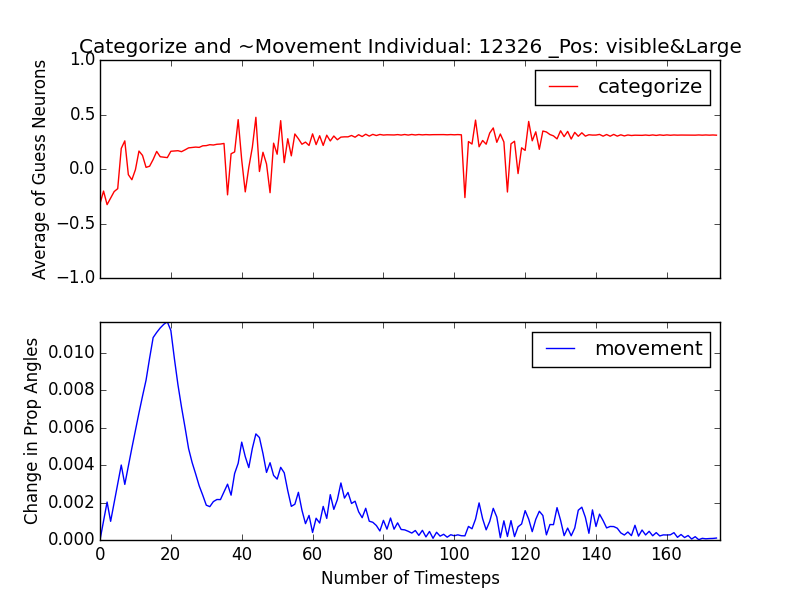 Categorize and ~Movement Individual: 12326 _Pos: visible&Large
1.0
0.5
0.0
−0.5
−1.0
Average of Guess Neurons
categorize
0.010
0.008
0.006
0.004
0.002
0.000
Change in Prop Angles
movement
0 20 40 60 80 100 120 140 160
Number of Timesteps